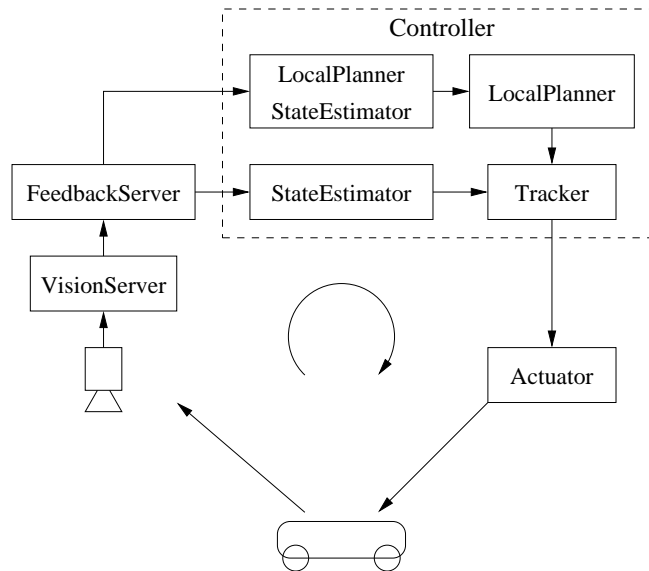 Controller
LocalPlanner
StateEstimator
LocalPlanner
FeedbackServer
StateEstimator
Tracker
VisionServer
Actuator